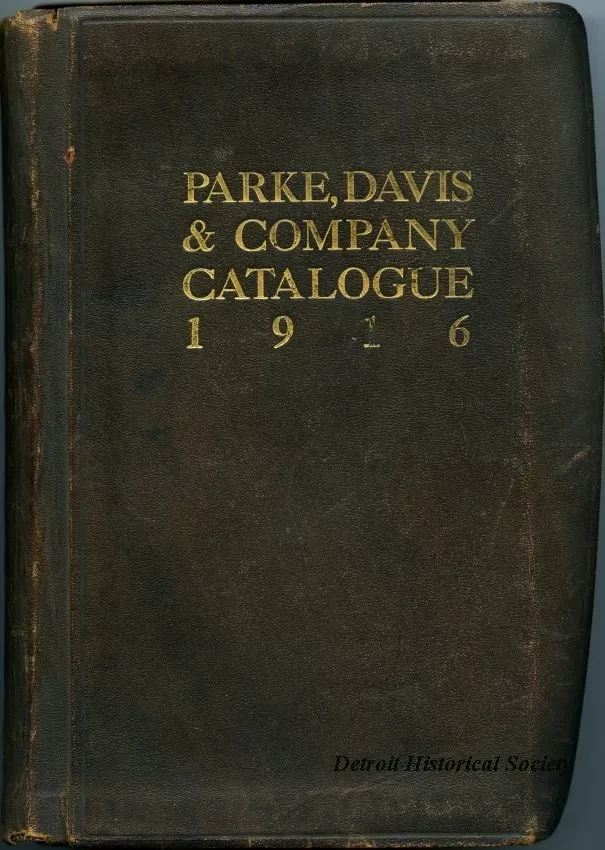 PARKE, DAVIS
& COMPANY
CATALOGUE
1 9 1 6
Detroit Historical Society